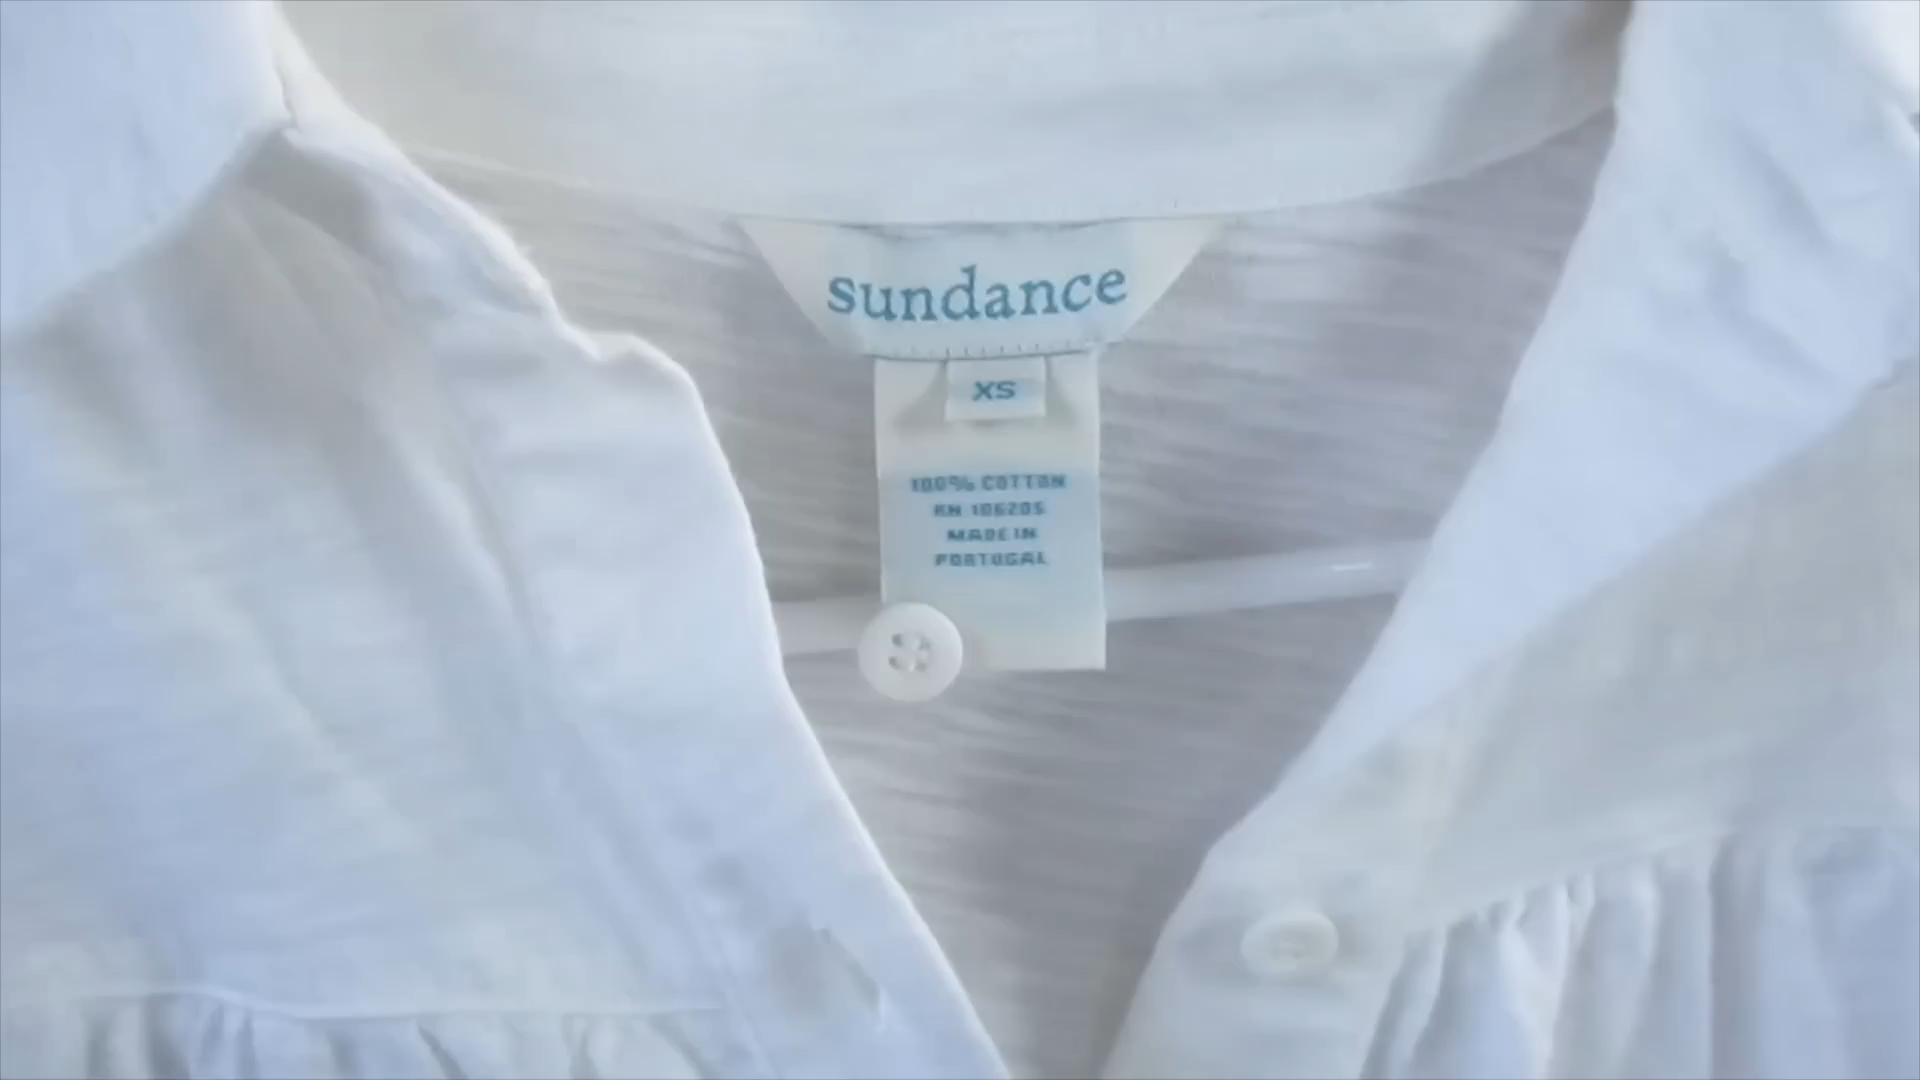 sundance
XS
100% COTTON
RN 106205
MADE IN
PORTUGAL